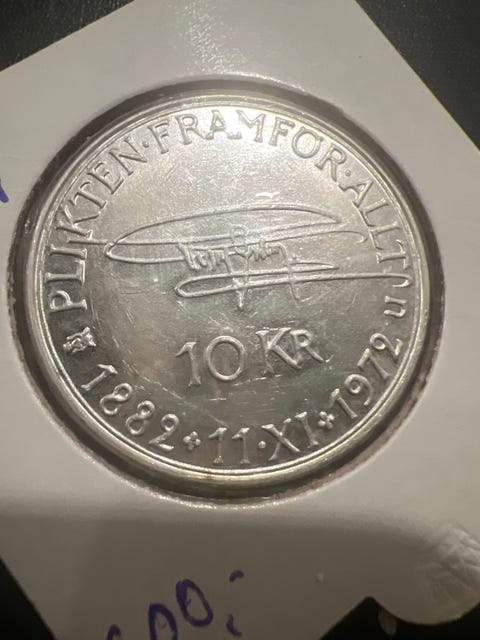 PLIKTEN·FRAMFÖR·ALLT
U
10 KR
1882 11·XI 1972